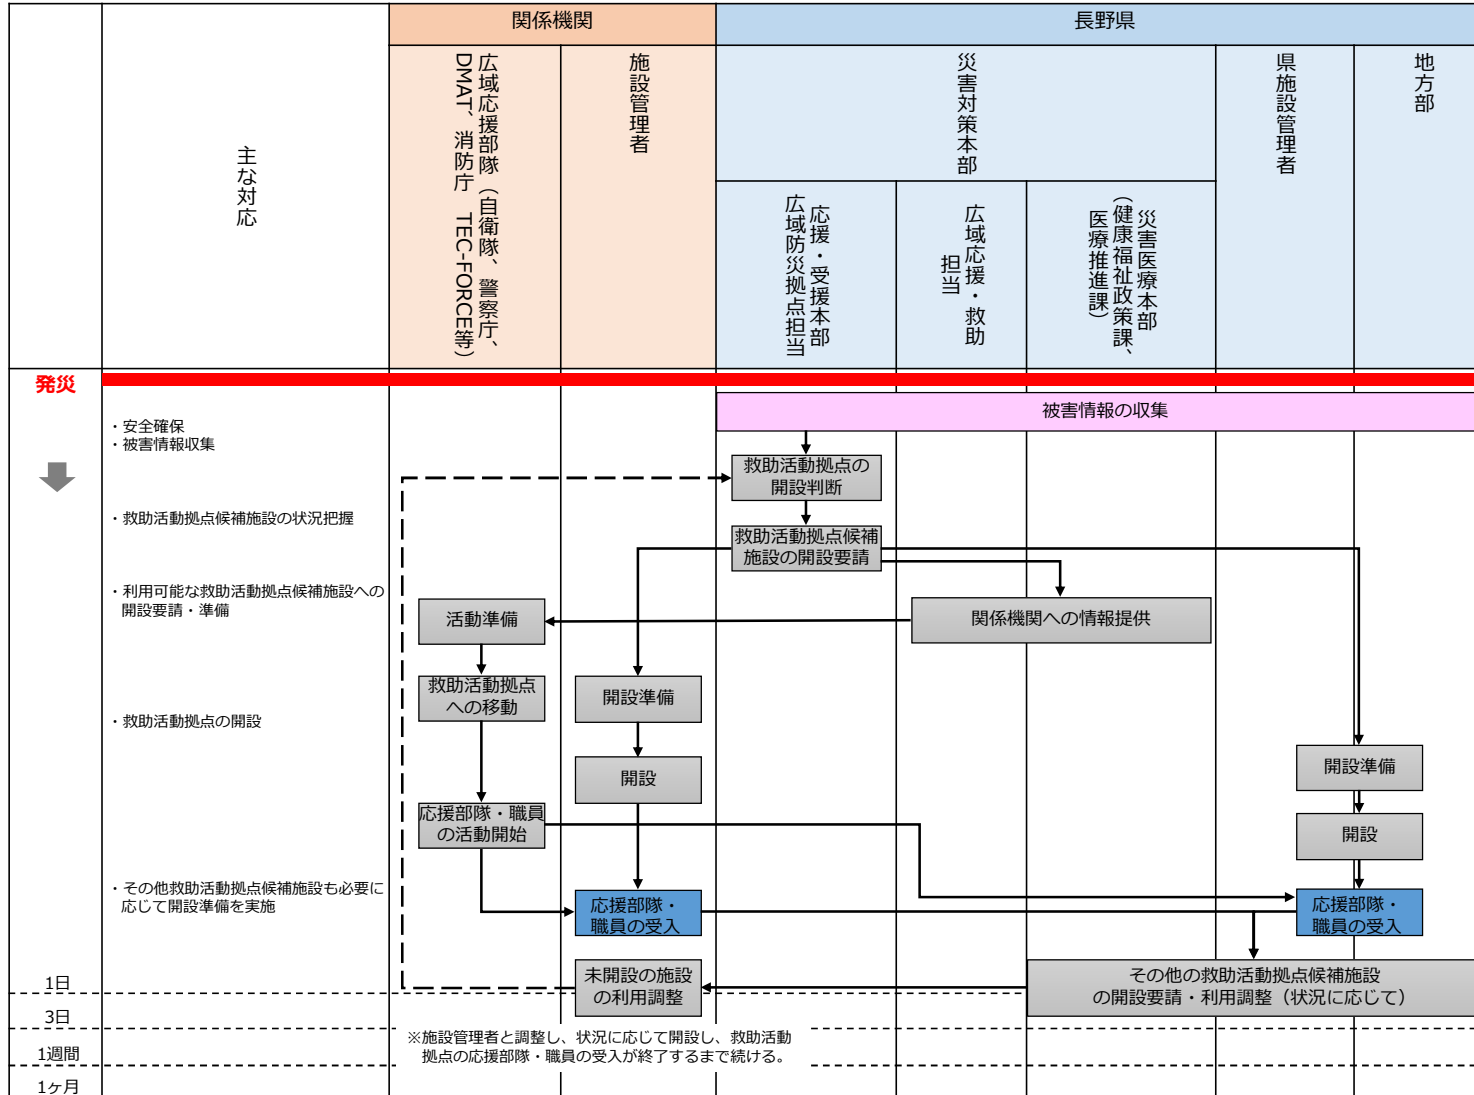 関係機関
長野県
主な対応
広域応援部隊（自衛隊、警察庁、
DMAT、消防庁　TEC-FORCE等）
施設管理者
災害対策本部
県施設管理者
地方部
応援・受援本部
広域防災拠点担当
広域応援・救助
担当
災害医療本部
（健康福祉政策課、
医療推進課）
発災
被害情報の収集
・安全確保
・被害情報収集
救助活動拠点の
開設判断
・救助活動拠点候補施設の状況把握
救助活動拠点候補
施設の開設要請
・利用可能な救助活動拠点候補施設への
開設要請・準備
活動準備
関係機関への情報提供
救助活動拠点
への移動
開設準備
・救助活動拠点の開設
開設
開設準備
応援部隊・職員
の活動開始
開設
・その他救助活動拠点候補施設も必要に
応じて開設準備を実施
応援部隊・
職員の受入
応援部隊・
職員の受入
未開設の施設
の利用調整
その他の救助活動拠点候補施設
の開設要請・利用調整（状況に応じて）
1日
3日
※施設管理者と調整し、状況に応じて開設し、救助活動
拠点の応援部隊・職員の受入が終了するまで続ける。
1週間
1ヶ月